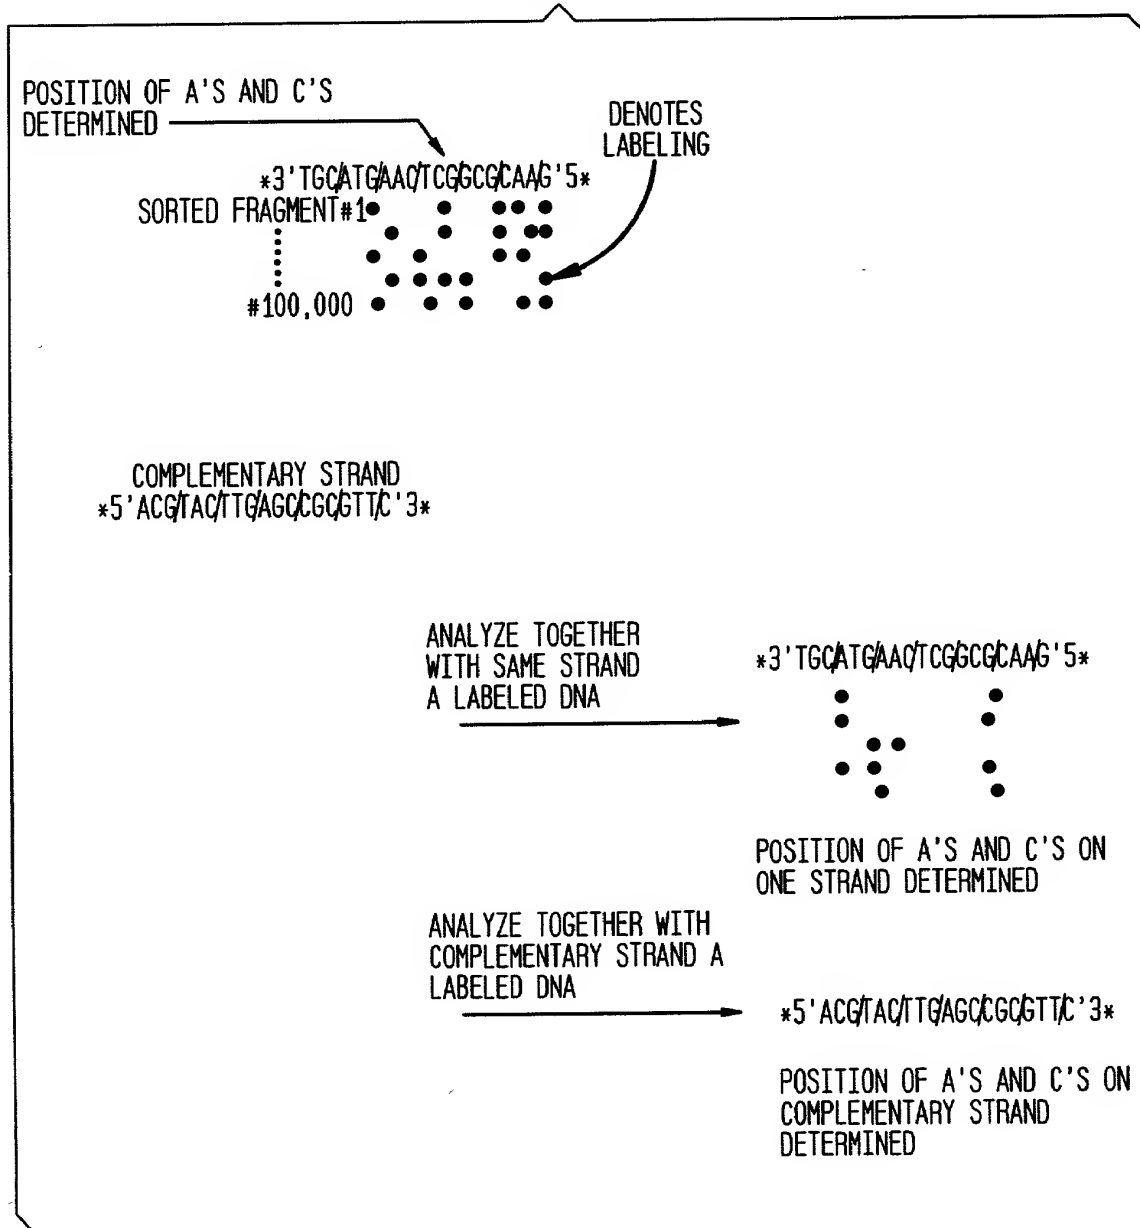 POSITION OF A'S AND C'S
DETERMINED
DENOTES
LABELING
*3'TGC/ATG/AAC/TCG/GCG/CAA/G'5*
SORTED FRAGMENT#1
#100,000
COMPLEMENTARY STRAND
*5'ACG/TAC/TTG/AGC/CGC/GTT/C'3*
ANALYZE TOGETHER
WITH SAME STRAND
A LABELED DNA
*3'TGC/ATG/AAC/TCG/GCG/CAA/G'5*
POSITION OF A'S AND C'S ON
ONE STRAND DETERMINED
ANALYZE TOGETHER WITH
COMPLEMENTARY STRAND A
LABELED DNA
*5'ACG/TAC/TTG/AGC/CGC/GTT/C'3*
POSITION OF A'S AND C'S ON
COMPLEMENTARY STRAND
DETERMINED